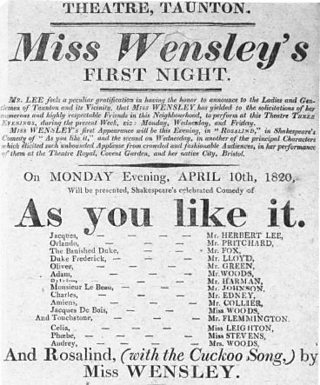 THEATRE, TAUNTON.
Miss Wensley's
FIRST NIGHT.
MR. LEE feels a peculiar gratification in having the honor to announce to the Ladies and Gen-
tlemen of Taunton and its Vicinity, that Miss WENSLEY has yielded to the solicitations of her
numerous and highly respectable Friends in this Neighbourhood, to perform at this Theatre THREE
EVENINGS, during the present Week, viz: Monday, Wednesday, and Friday.
MISS WENSLEY's first Appearance will be this Evening, in "ROSALIND," in Shakespeare's
Comedy of "As you like it," and the second on Wednesday, in another of the principal Characters
which elicited such unbounded Applause from crowded and fashionable Audiences, in her performance
of them at the Theatre Royal, Covent Garden, and her native City, Bristol.
On MONDAY Evening, APRIL 10th, 1820,
Will be presented, Shakespeare's celebrated Comedy of
As you like it.
Jacques, — — — — Mr. HERBERT LEE,
Orlando, — — — — Mr. PRITCHARD,
The Banished Duke, — — — Mr. FOX,
Duke Frederick, — — — — Mr. LLOYD,
Oliver, — — — — Mr. GREEN,
Adam, — — — — Mr. WOODS,
— — — — Mr. HARMAN,
Monsieur Le Beau, — — — Mr. JOHNSON,
Charles, — — — — Mr. EDNEY,
Amiens, — — — — Mr. COLLIER,
Jacques De Bois, — — — Miss WOODS,
And Touchstone, — — — — Mr. FLEMMINGTON.
Celia, — — — — Miss LEIGHTON,
Phœbe, — — — — Miss STEVENS,
Audrey, — — — — Mrs. WOODS,
And Rosalind, (with the Cuckoo Song,) by
Miss WENSLEY.